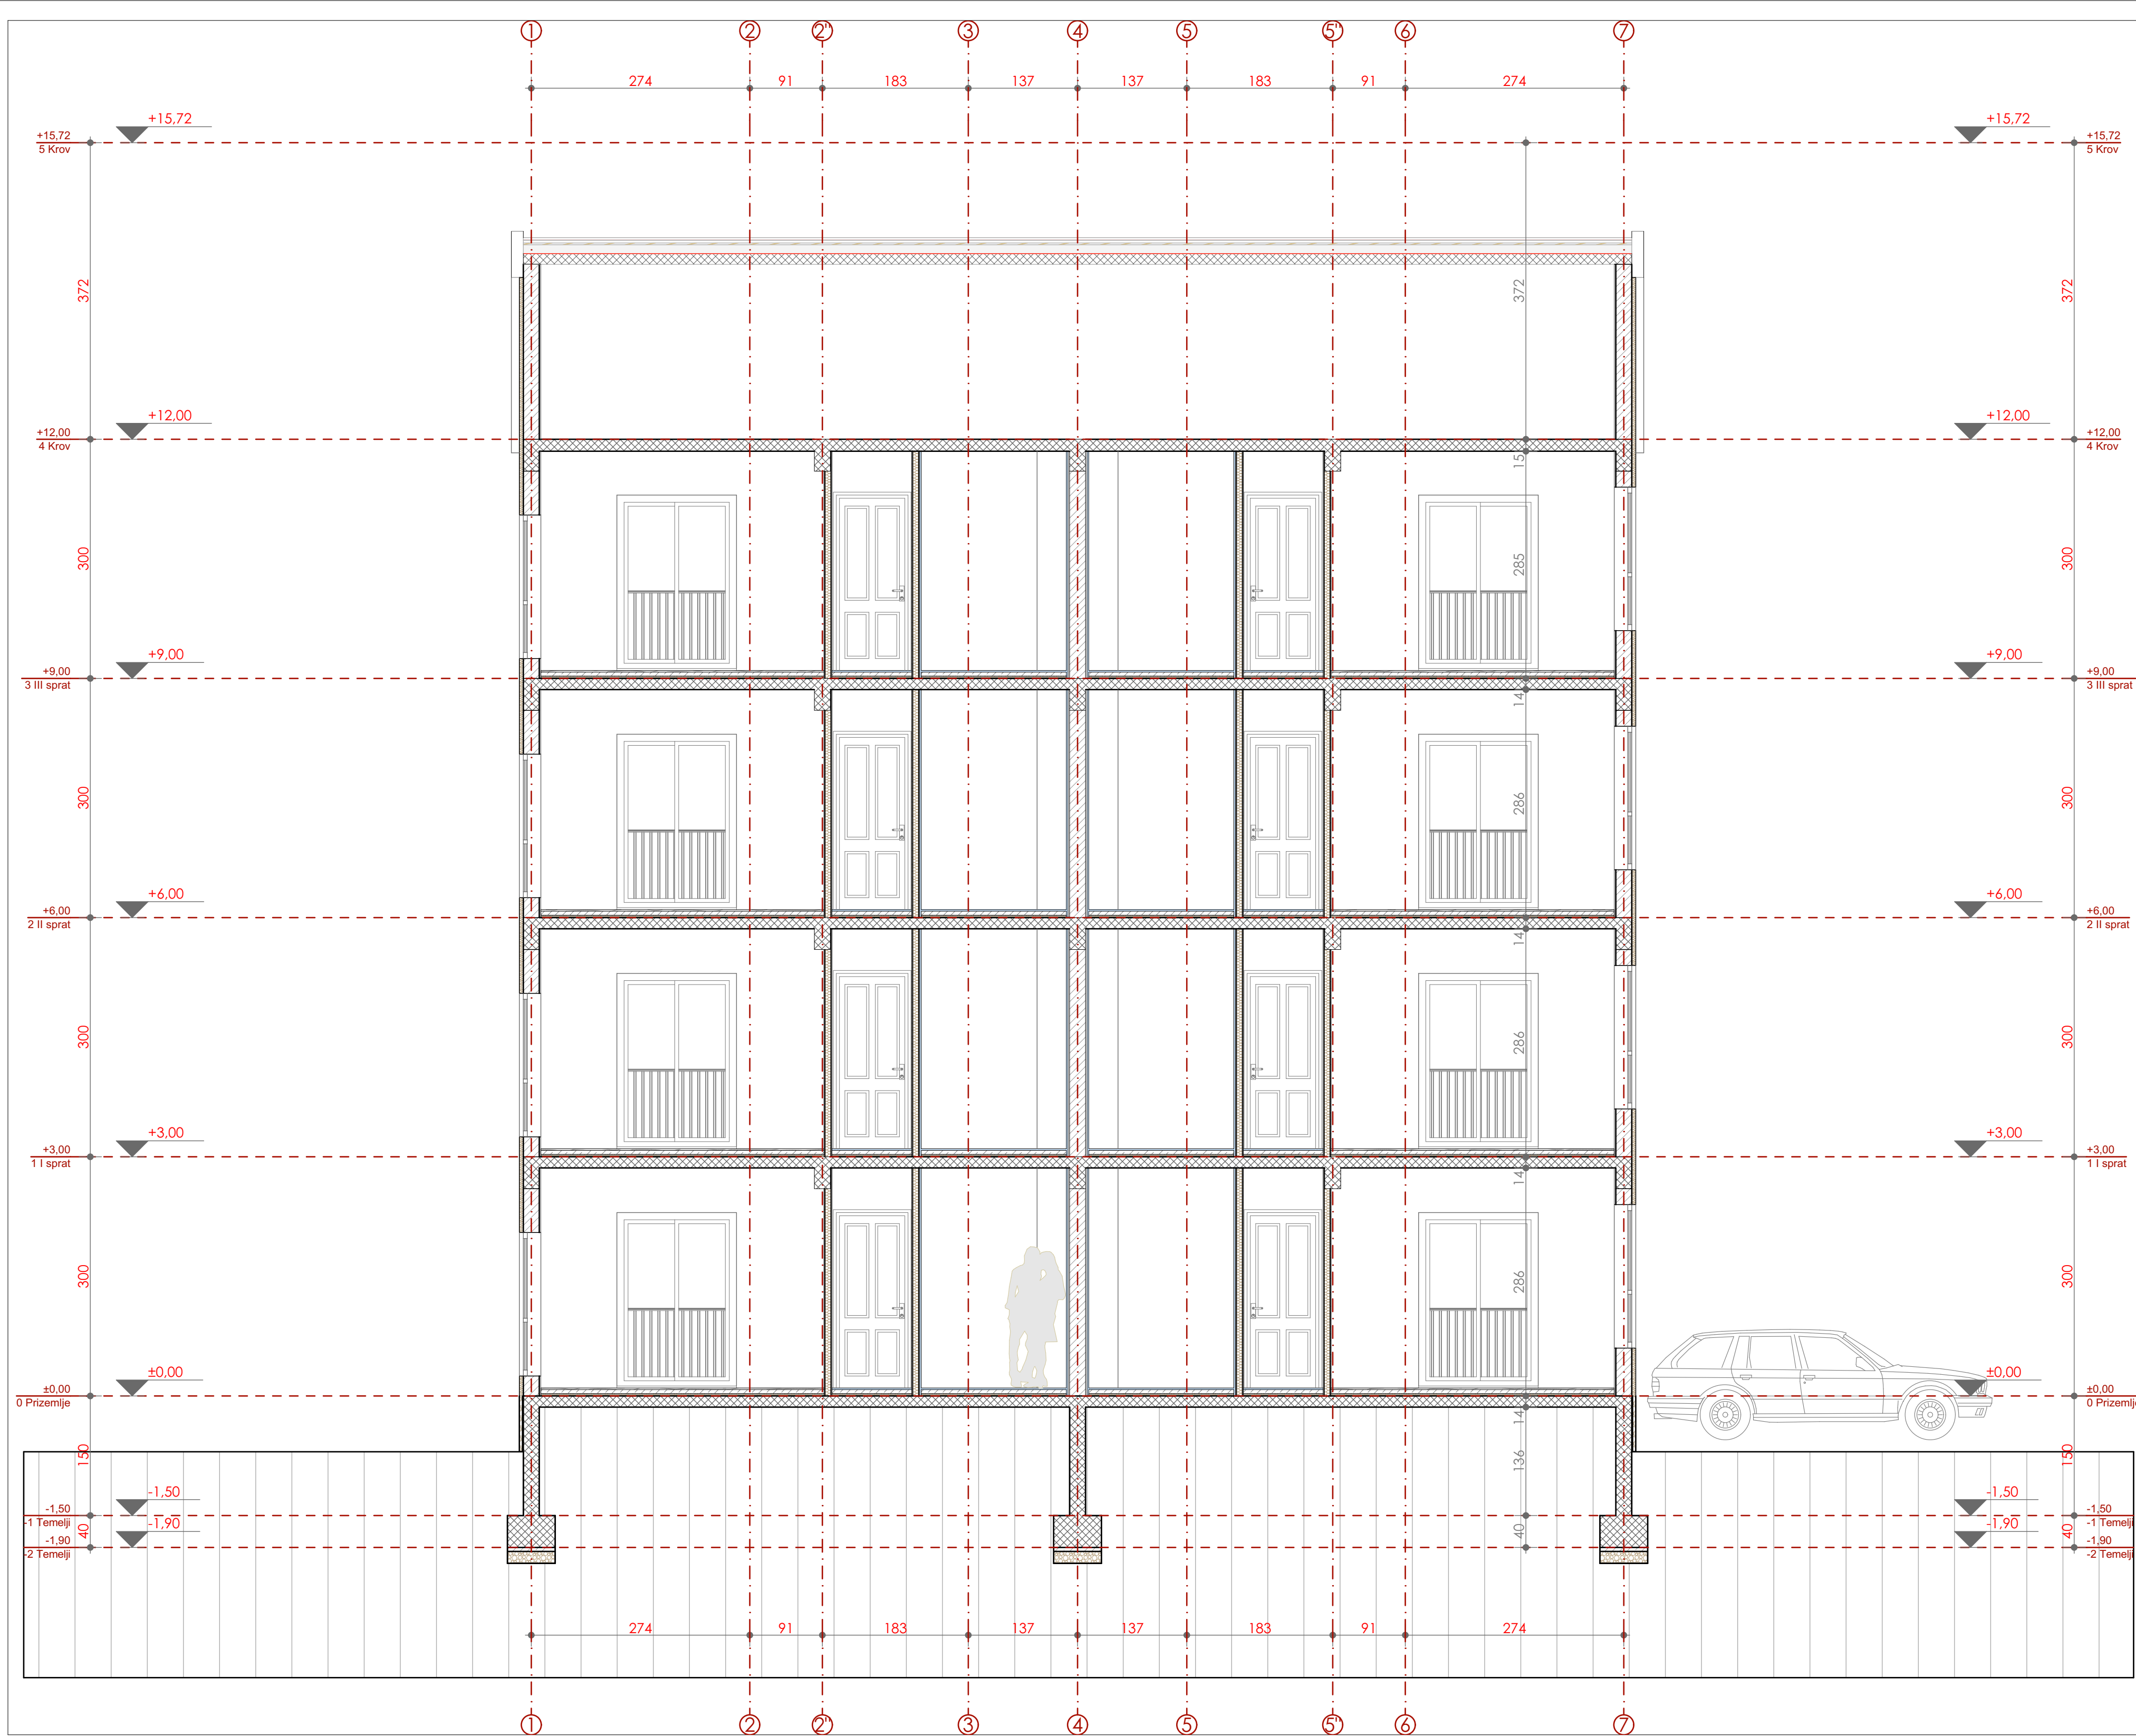 1 2 2" 3 4 5 5" 6 7
274 91 183 137 137 183 91 274
+15,72 +15,72
+15,72 +15,72
5 Krov 5 Krov
372 372 372
+12,00 +12,00
+12,00 +12,00
4 Krov 4 Krov
15
300 285 300
+9,00 +9,00
+9,00 +9,00
3 III sprat 3 III sprat
14
300 286 300
+6,00 +6,00
+6,00 +6,00
2 II sprat 2 II sprat
14
300 286 300
+3,00 +3,00
+3,00 +3,00
1 I sprat 1 I sprat
14
300 286 300
±0,00 ±0,00
±0,00 ±0,00
0 Prizemlje 0 Prizemlje
14
150 136 150
-1,50 -1,50
-1,50 -1,50
-1 Temelji -1 Temelji
40 40 40
-1,90 -1,90
-1,90 -1,90
-2 Temelji -2 Temelji
274 91 183 137 137 183 91 274
1 2 2" 3 4 5 5" 6 7